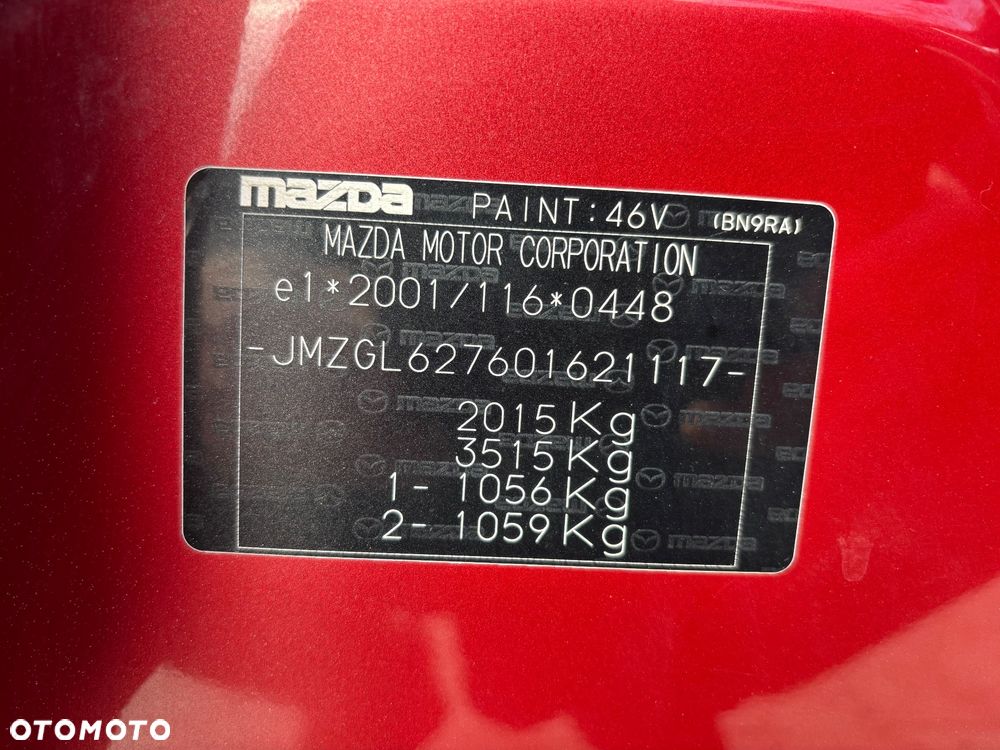 mazda PAINT:46V (BN9RA)
MAZDA MOTOR CORPORATION
e1*2001/116*0448
-JMZGL627601621117-
2015Kg
3515Kg
1- 1056Kg
2- 1059Kg
OTOMOTO